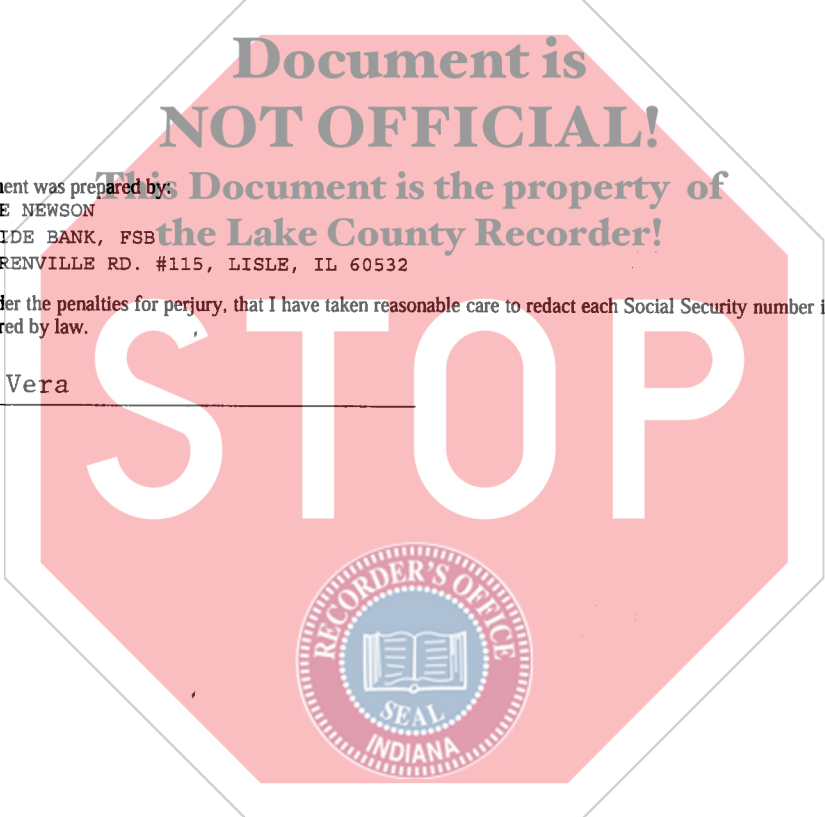 Document is
NOT OFFICIAL!
This Document is the property of
the Lake County Recorder!
ent was prepared by:
E NEWSON
IDE BANK, FSB
RENVILLE RD. #115, LISLE, IL 60532
der the penalties for perjury, that I have taken reasonable care to redact each Social Security number i
red by law.
Vera
STOP
RECORDER'S OFFICE
SEAL
INDIANA